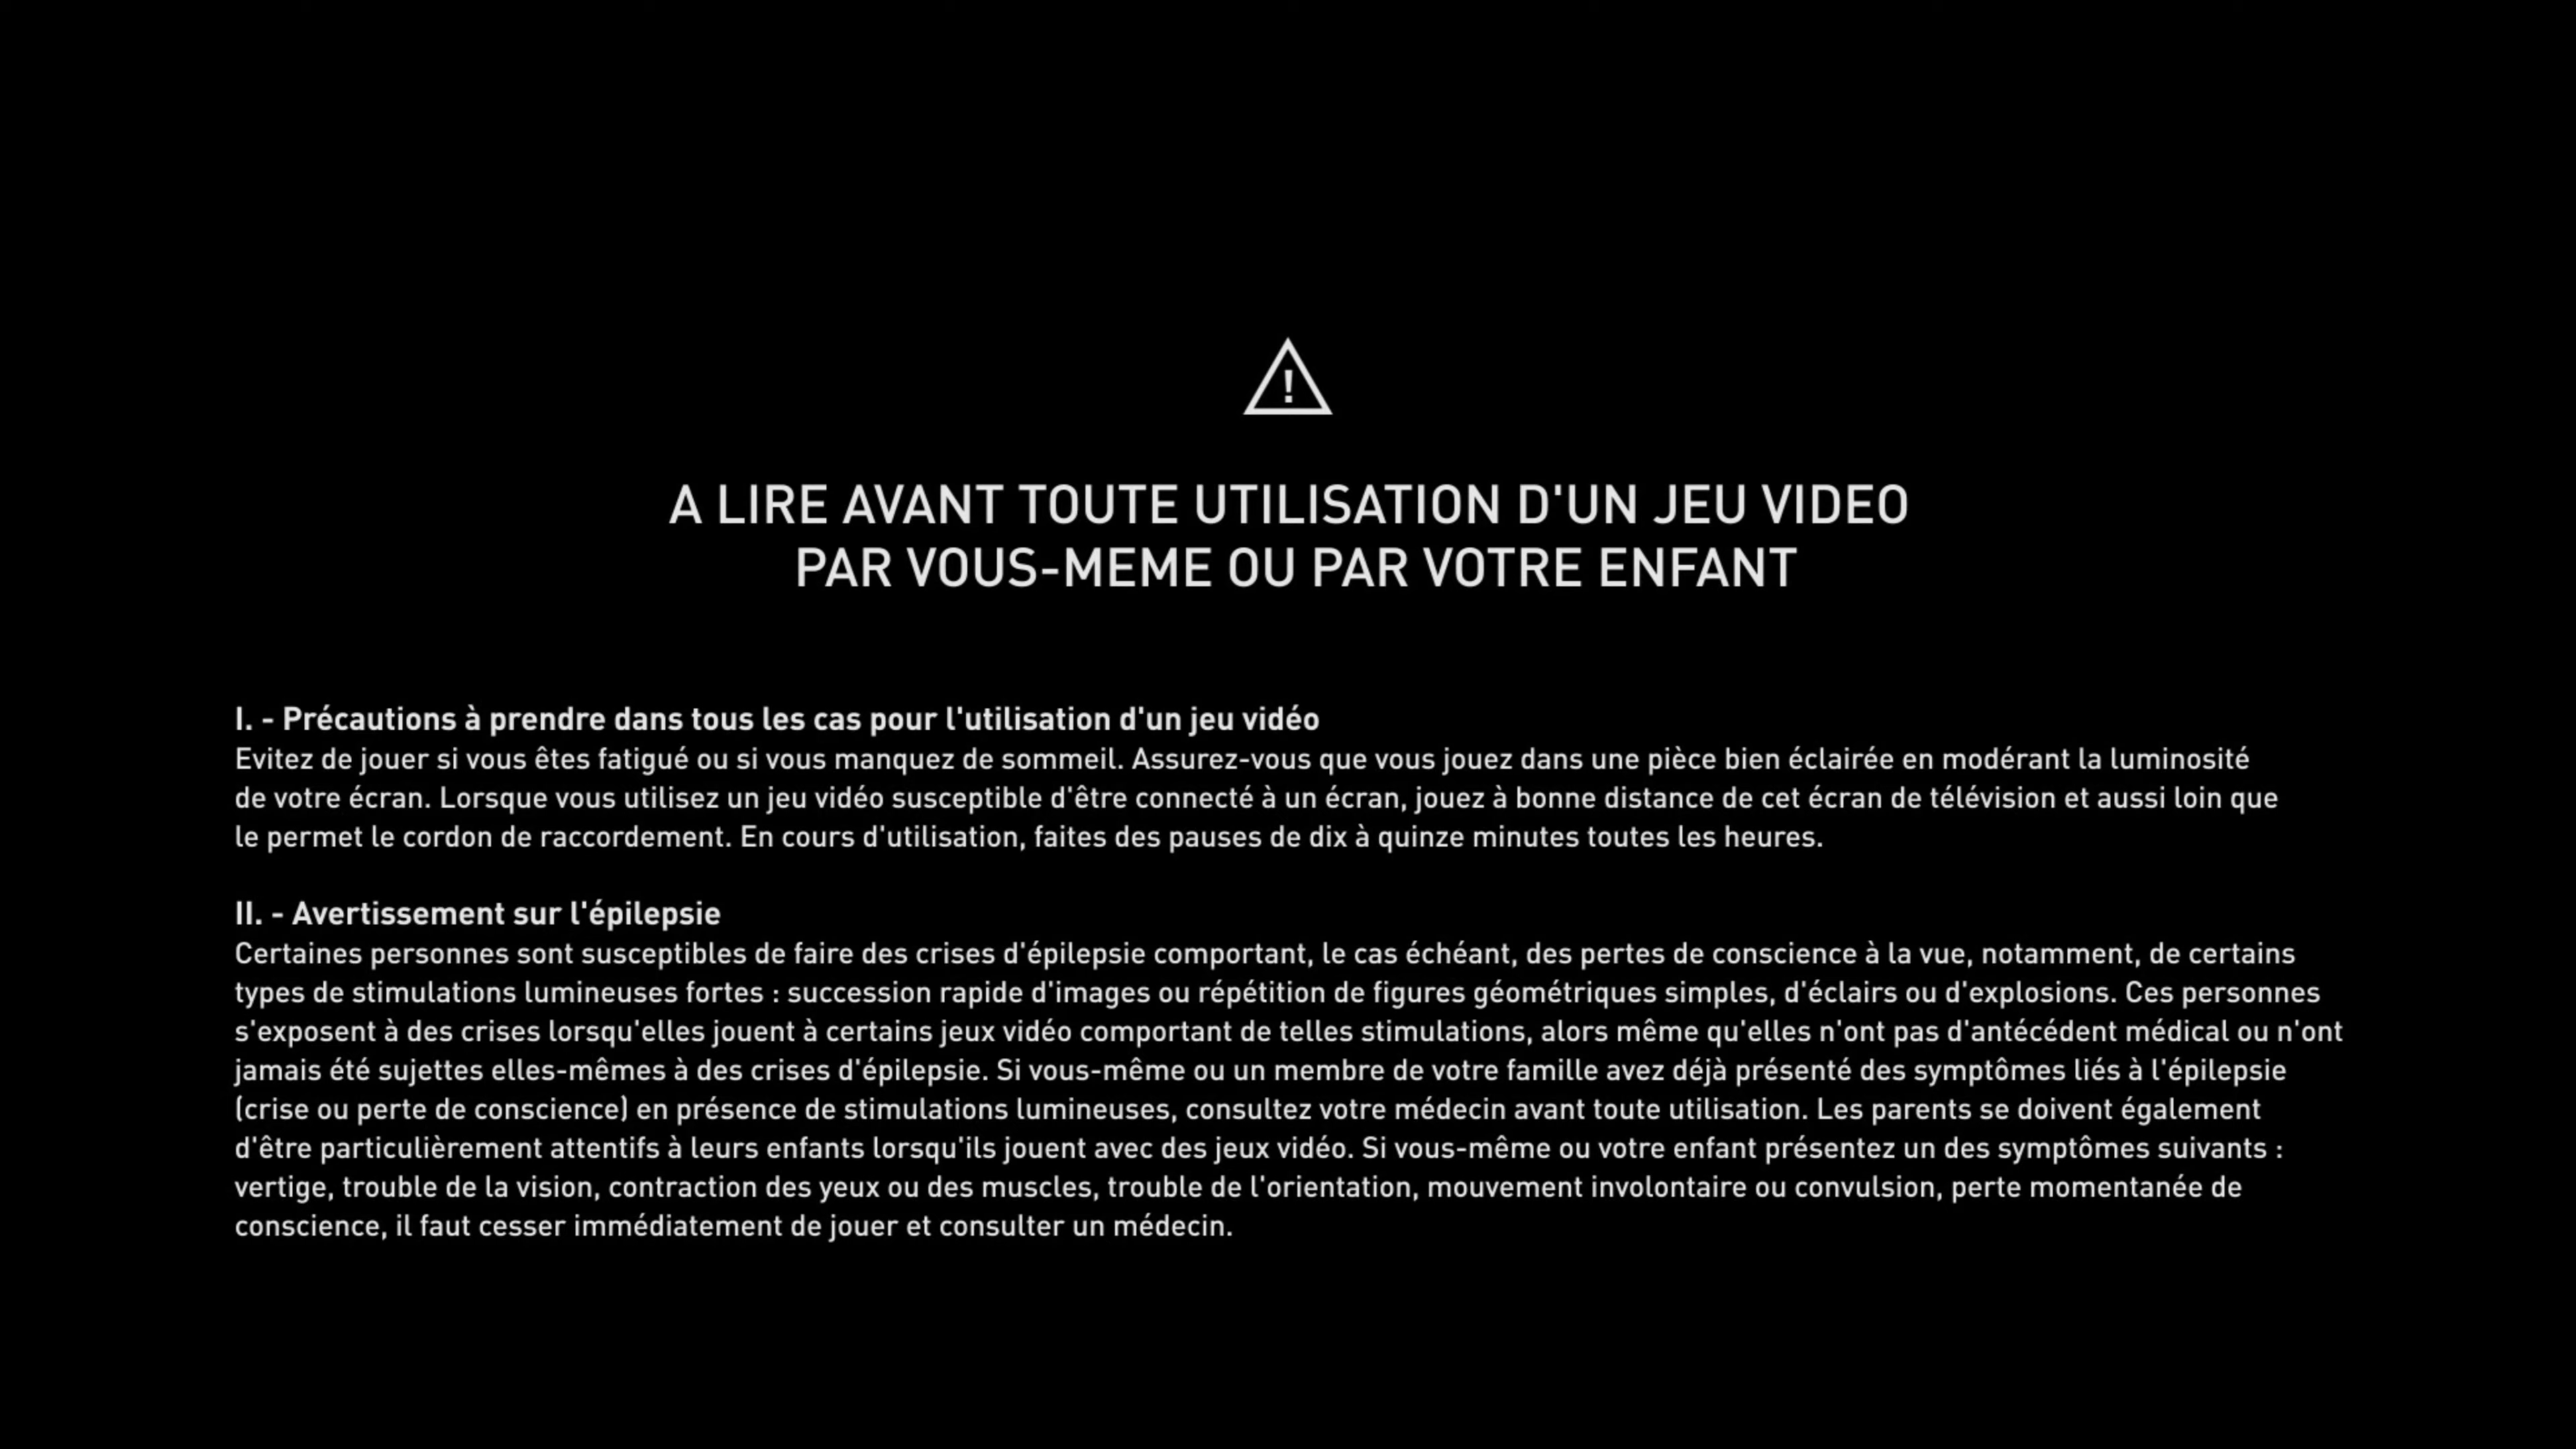 !
A LIRE AVANT TOUTE UTILISATION D'UN JEU VIDEO
PAR VOUS-MEME OU PAR VOTRE ENFANT
I. - Précautions à prendre dans tous les cas pour l'utilisation d'un jeu vidéo
Evitez de jouer si vous êtes fatigué ou si vous manquez de sommeil. Assurez-vous que vous jouez dans une pièce bien éclairée en modérant la luminosité
de votre écran. Lorsque vous utilisez un jeu vidéo susceptible d'être connecté à un écran, jouez à bonne distance de cet écran de télévision et aussi loin que
le permet le cordon de raccordement. En cours d'utilisation, faites des pauses de dix à quinze minutes toutes les heures.
II. - Avertissement sur l'épilepsie
Certaines personnes sont susceptibles de faire des crises d'épilepsie comportant, le cas échéant, des pertes de conscience à la vue, notamment, de certains
types de stimulations lumineuses fortes : succession rapide d'images ou répétition de figures géométriques simples, d'éclairs ou d'explosions. Ces personnes
s'exposent à des crises lorsqu'elles jouent à certains jeux vidéo comportant de telles stimulations, alors même qu'elles n'ont pas d'antécédent médical ou n'ont
jamais été sujettes elles-mêmes à des crises d'épilepsie. Si vous-même ou un membre de votre famille avez déjà présenté des symptômes liés à l'épilepsie
(crise ou perte de conscience) en présence de stimulations lumineuses, consultez votre médecin avant toute utilisation. Les parents se doivent également
d'être particulièrement attentifs à leurs enfants lorsqu'ils jouent avec des jeux vidéo. Si vous-même ou votre enfant présentez un des symptômes suivants :
vertige, trouble de la vision, contraction des yeux ou des muscles, trouble de l'orientation, mouvement involontaire ou convulsion, perte momentanée de
conscience, il faut cesser immédiatement de jouer et consulter un médecin.